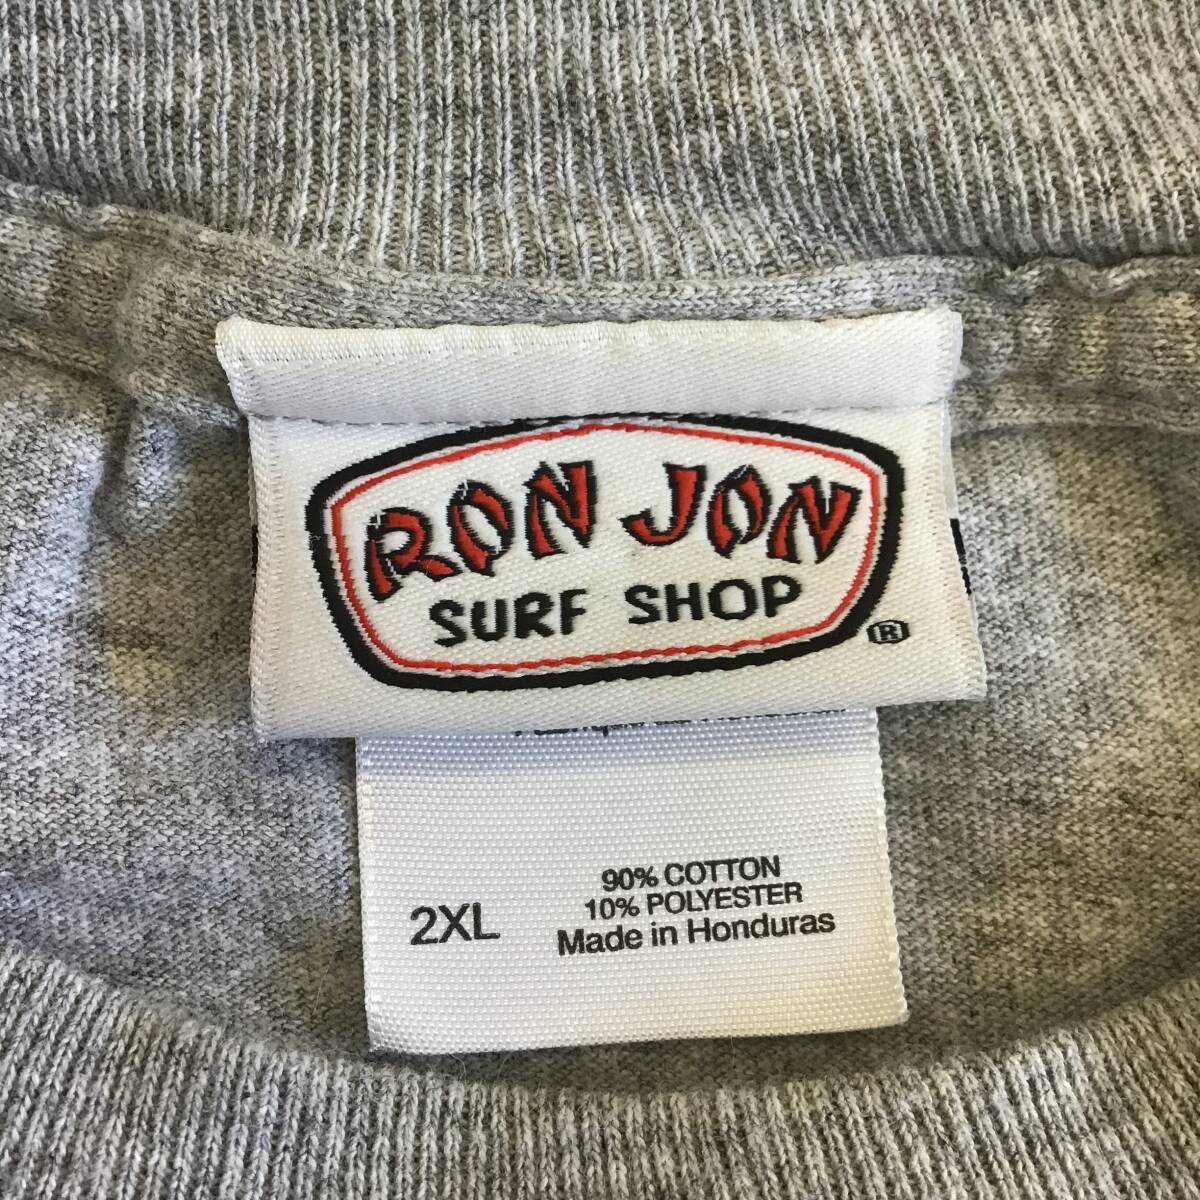 RON JON
SURF SHOP
®
90% COTTON
10% POLYESTER
2XL
Made in Honduras